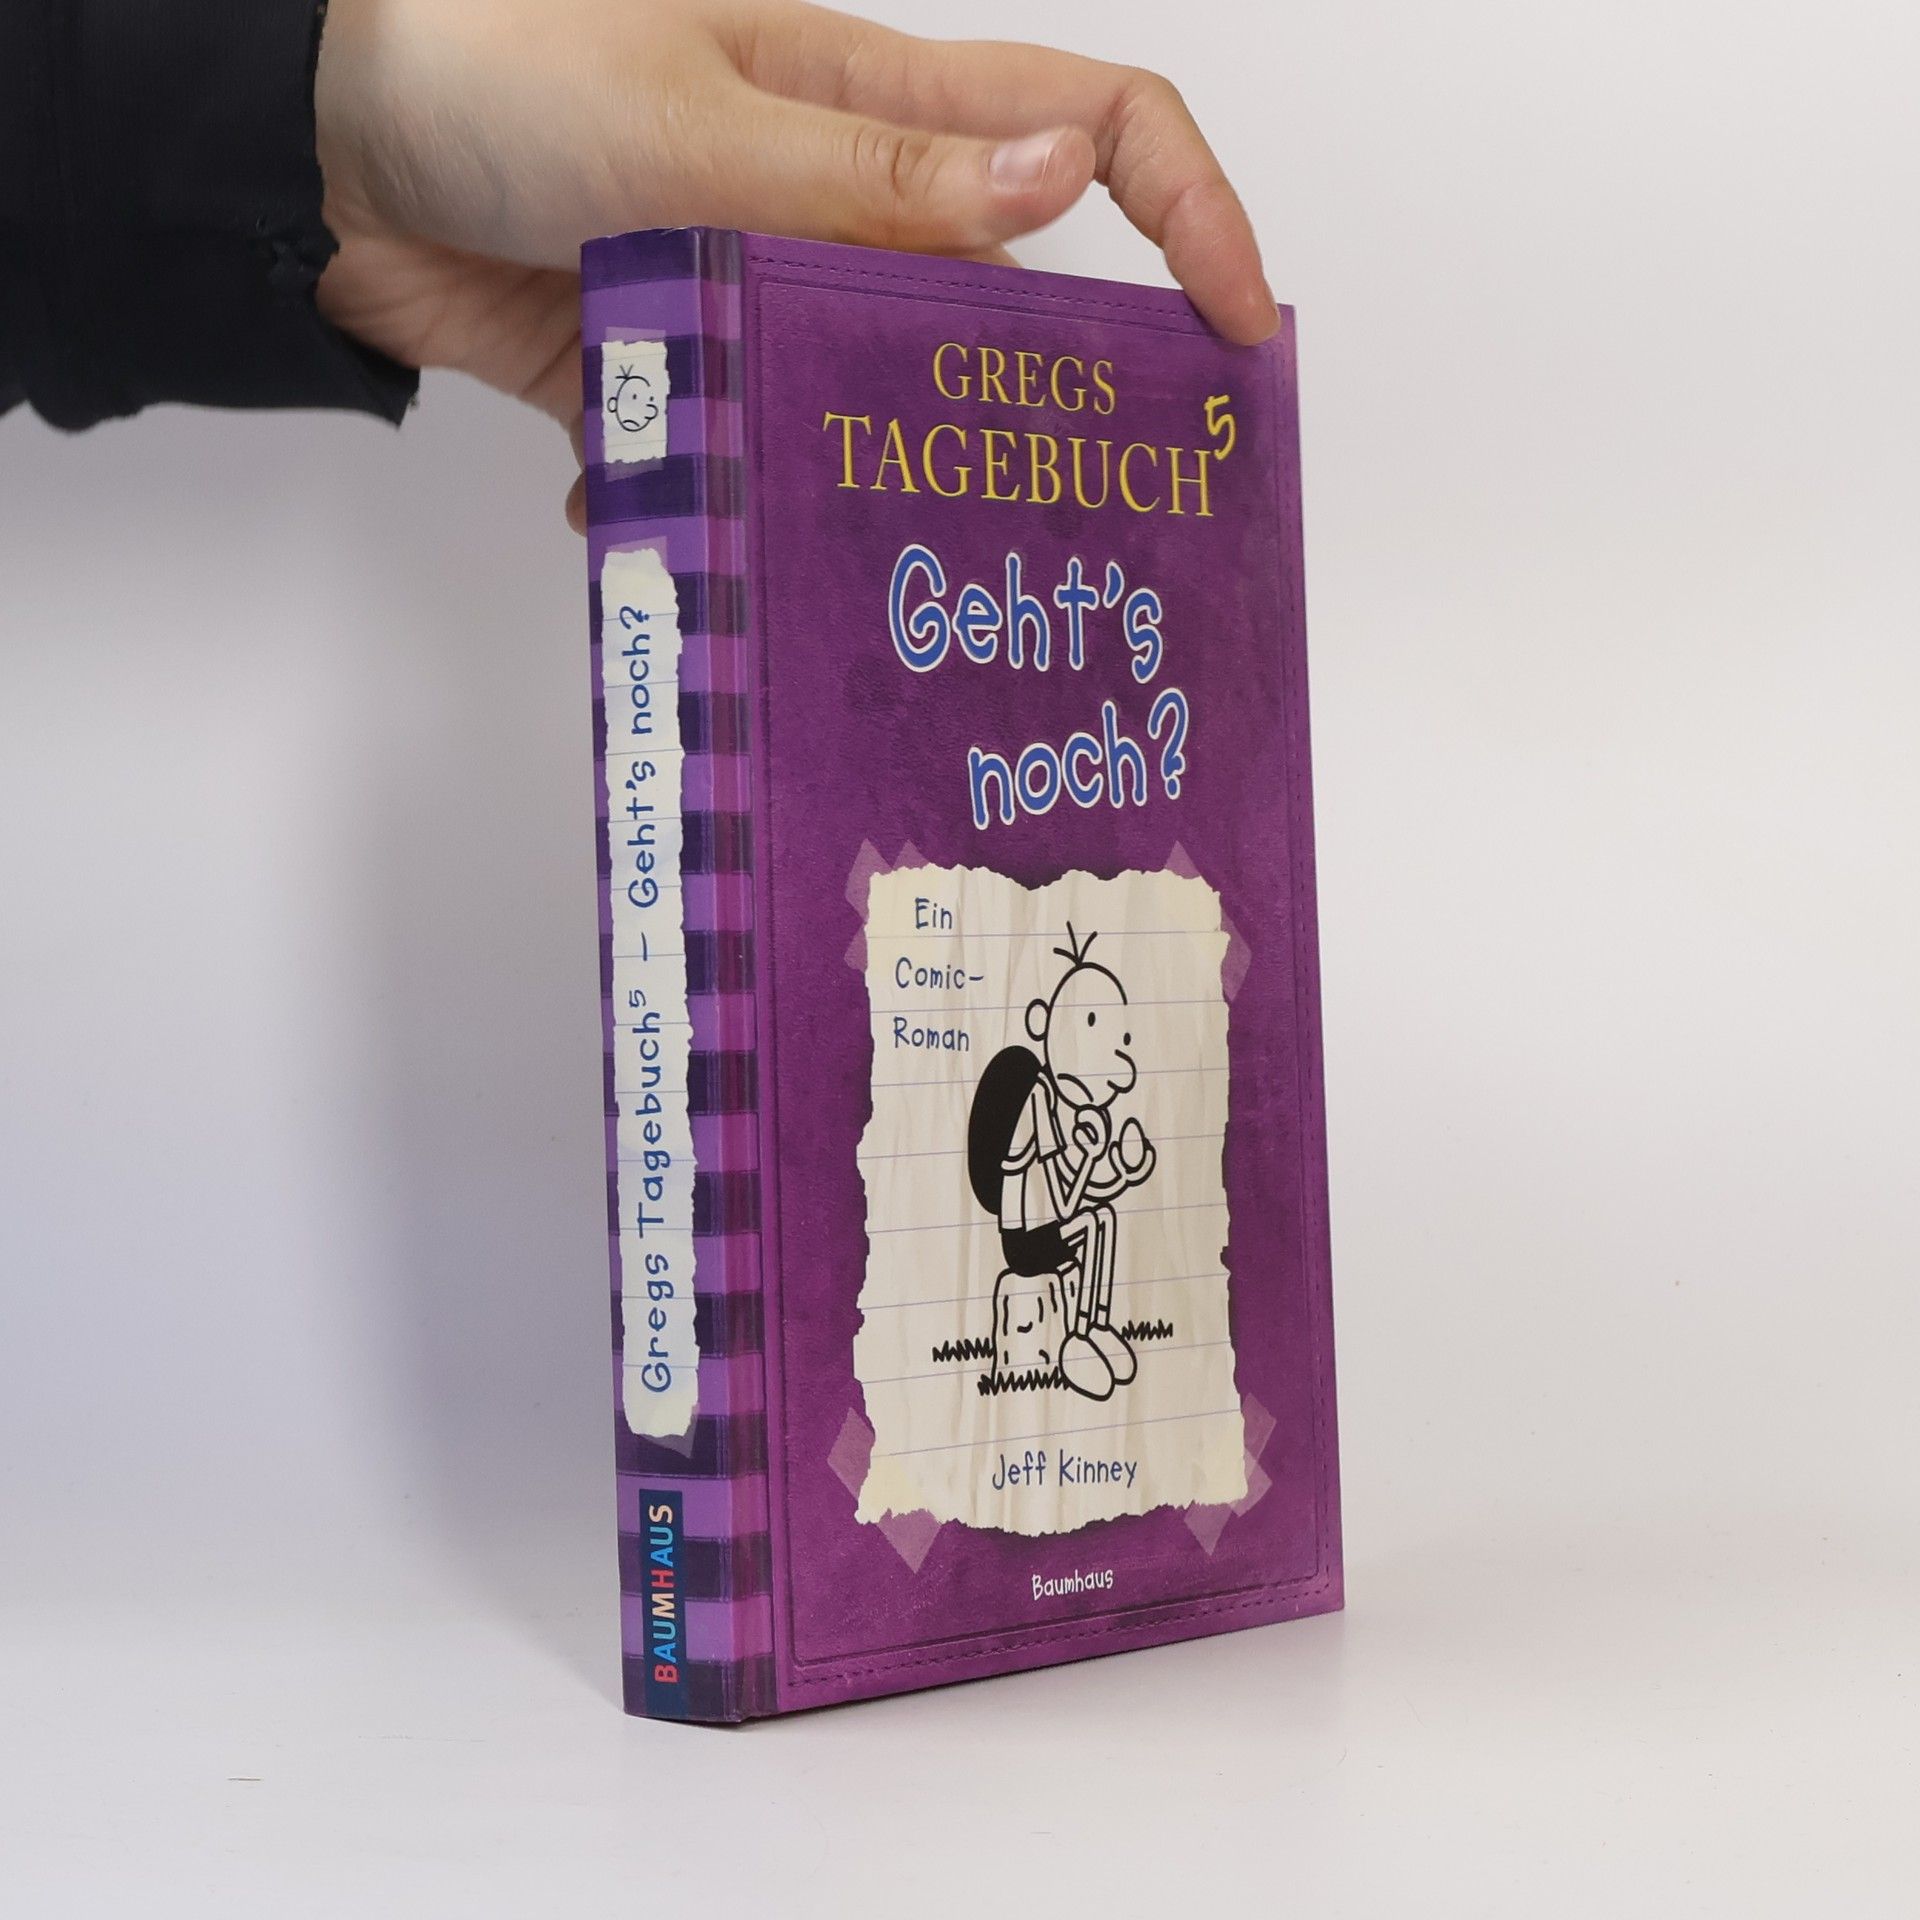 GREGS
TAGEBUCH5
Geht's
noch?
Ein
Comic-
Roman
Jeff Kinney
Baumhaus
Gregs Tagebuch5 – Geht's noch?
BAUMHAUS